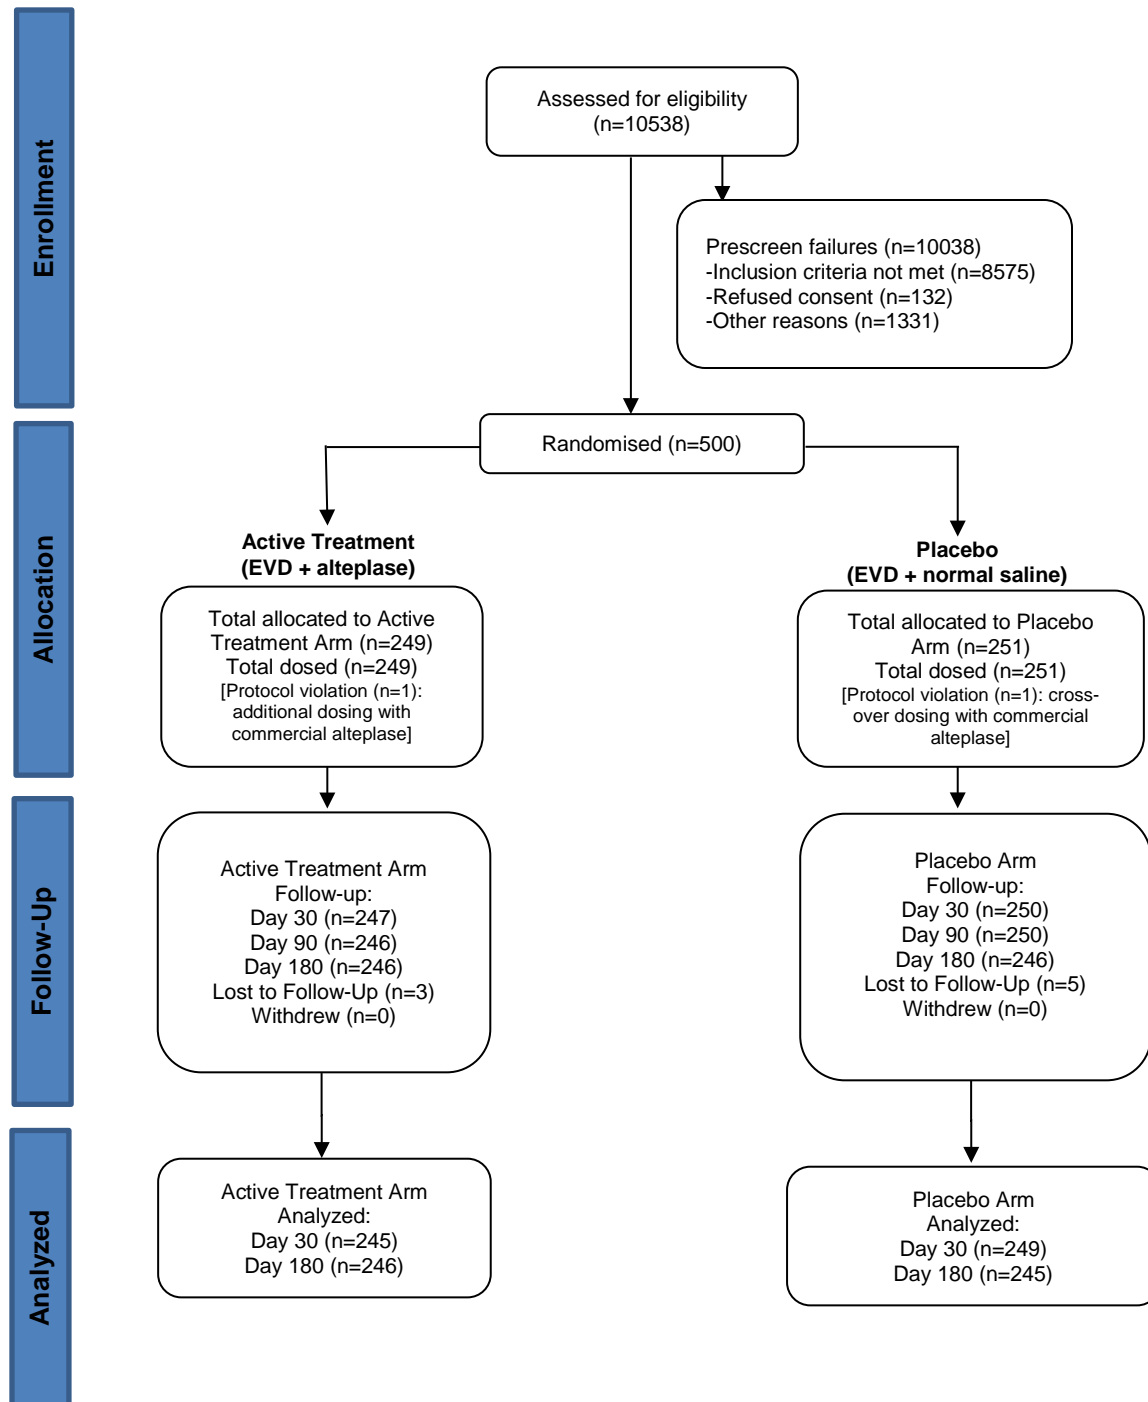 Enrollment
Assessed for eligibility
(n=10538)
Prescreen failures (n=10038)
-Inclusion criteria not met (n=8575)
-Refused consent (n=132)
-Other reasons (n=1331)
Allocation
Randomised (n=500)
Active Treatment
(EVD + alteplase)
Total allocated to Active
Treatment Arm (n=249)
Total dosed (n=249)
[Protocol violation (n=1):
additional dosing with
commercial alteplase]
Placebo
(EVD + normal saline)
Total allocated to Placebo
Arm (n=251)
Total dosed (n=251)
[Protocol violation (n=1): cross-
over dosing with commercial
alteplase]
Follow-Up
Active Treatment Arm
Follow-up:
Day 30 (n=247)
Day 90 (n=246)
Day 180 (n=246)
Lost to Follow-Up (n=3)
Withdrew (n=0)
Placebo Arm
Follow-up:
Day 30 (n=250)
Day 90 (n=250)
Day 180 (n=246)
Lost to Follow-Up (n=5)
Withdrew (n=0)
Analyzed
Active Treatment Arm
Analyzed:
Day 30 (n=245)
Day 180 (n=246)
Placebo Arm
Analyzed:
Day 30 (n=249)
Day 180 (n=245)